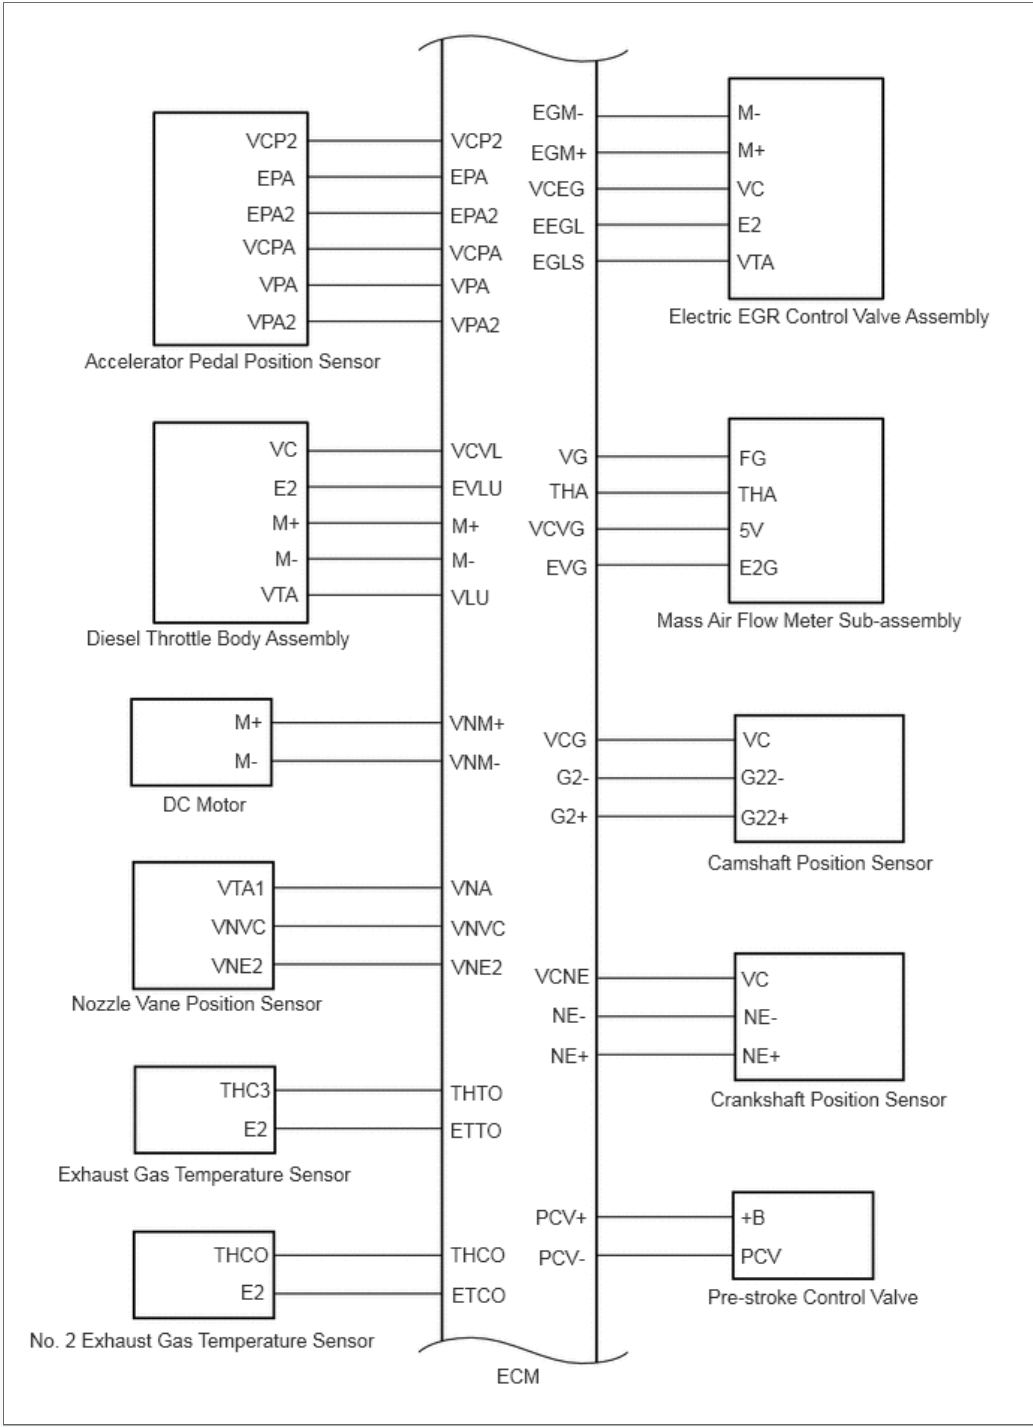 VCP2 VCP2
EPA EPA
EPA2 EPA2
VCPA VCPA
VPA VPA
VPA2 VPA2
Accelerator Pedal Position Sensor
VC VCVL
E2 EVLU
M+ M+
M- M-
VTA VLU
Diesel Throttle Body Assembly
M+ VNM+
M- VNM-
DC Motor
VTA1 VNA
VNVC VNVC
VNE2 VNE2
Nozzle Vane Position Sensor
THC3 THTO
E2 ETTO
Exhaust Gas Temperature Sensor
THCO THCO
E2 ETCO
No. 2 Exhaust Gas Temperature Sensor
EGM- M-
EGM+ M+
VCEG VC
EEGL E2
EGLS VTA
Electric EGR Control Valve Assembly
VG FG
THA THA
VCVG 5V
EVG E2G
Mass Air Flow Meter Sub-assembly
VCG VC
G2- G22-
G2+ G22+
Camshaft Position Sensor
VCNE VC
NE- NE-
NE+ NE+
Crankshaft Position Sensor
PCV+ +B
PCV- PCV
Pre-stroke Control Valve
ECM